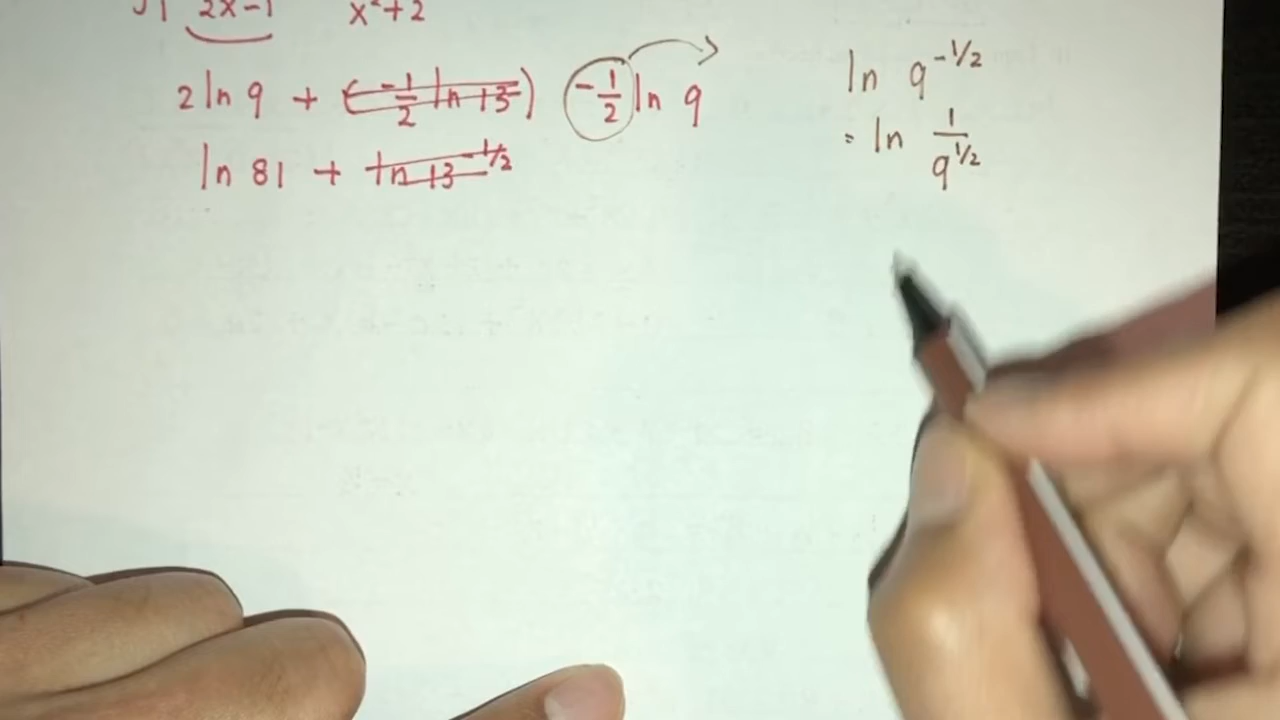 ∫₁ 2x-1 x²+2
2 ln 9 + (-1/2 ln 13) -1/2 ln 9
ln 81 + ln 13^-1/2
ln 9^-1/2
= ln 1/9^1/2